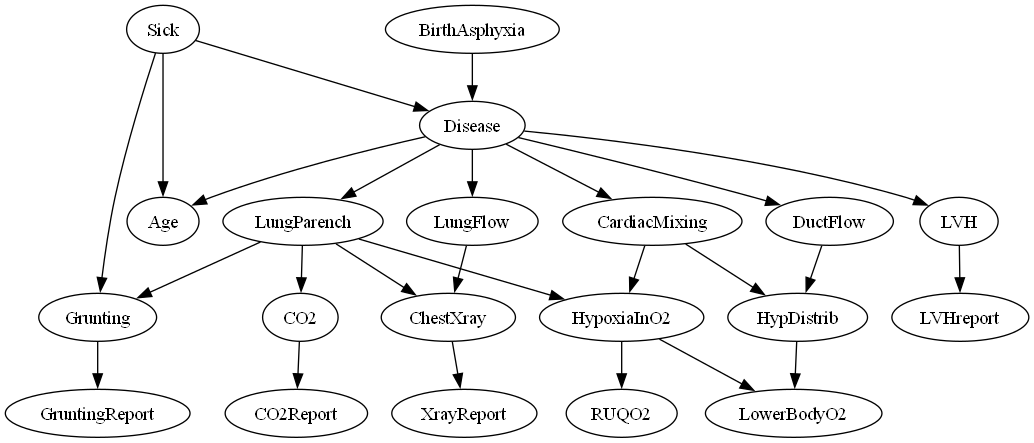 Sick
BirthAsphyxia
Disease
Age
LungParench
LungFlow
CardiacMixing
DuctFlow
LVH
Grunting
CO2
ChestXray
HypoxiaInO2
HypDistrib
LVHreport
GruntingReport
CO2Report
XrayReport
RUQO2
LowerBodyO2